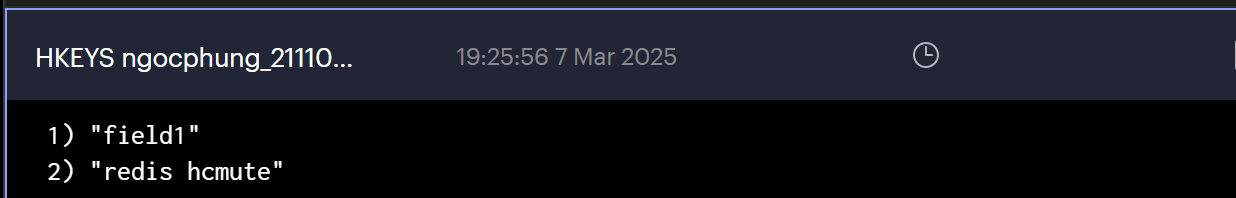 HKEYS ngocphung_21110... 19:25:56 7 Mar 2025
1) "field1"
2) "redis hcmute"